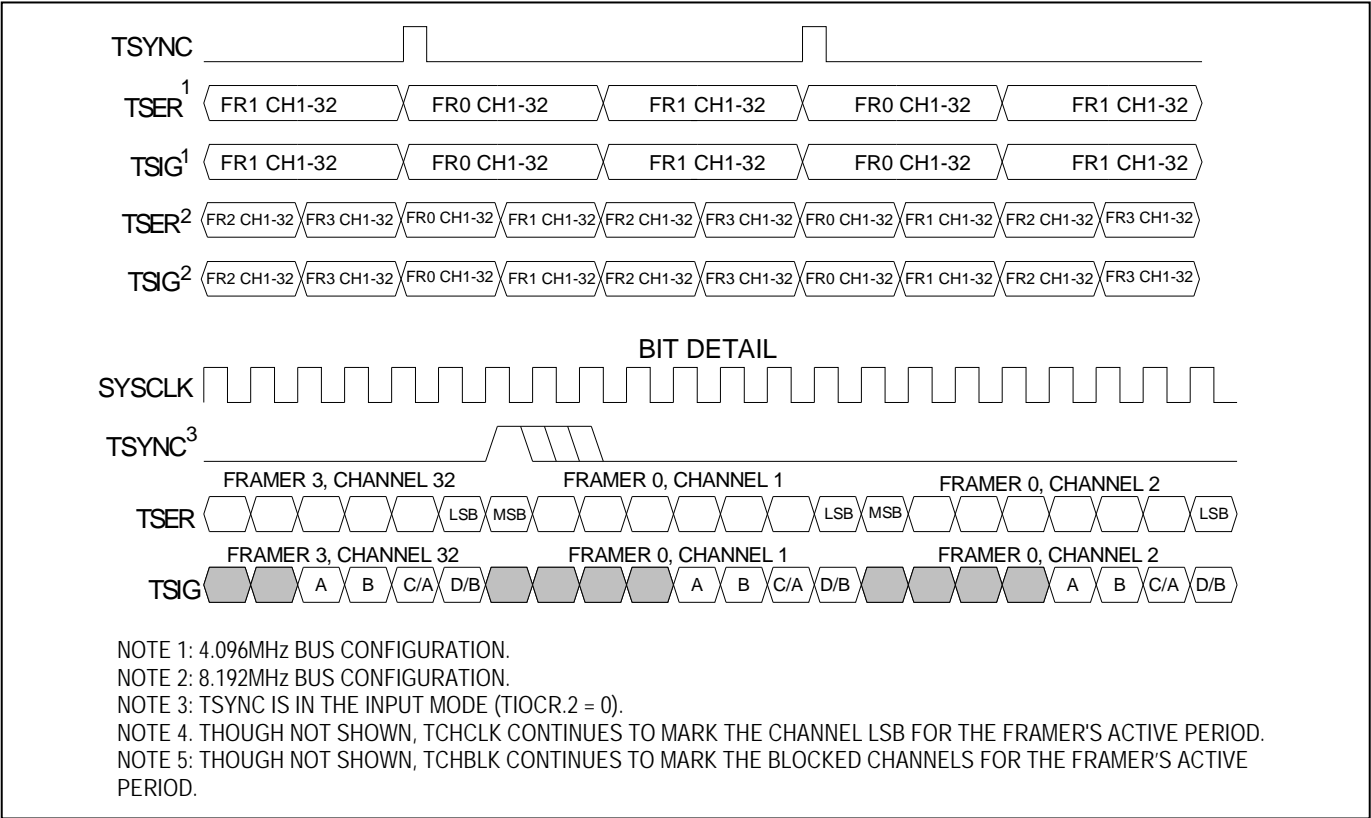 TSYNC
TSER1 FR1 CH1-32 FR0 CH1-32 FR1 CH1-32 FR0 CH1-32 FR1 CH1-32
TSIG1 FR1 CH1-32 FR0 CH1-32 FR1 CH1-32 FR0 CH1-32 FR1 CH1-32
TSER2 FR2 CH1-32 FR3 CH1-32 FR0 CH1-32 FR1 CH1-32 FR2 CH1-32 FR3 CH1-32 FR0 CH1-32 FR1 CH1-32 FR2 CH1-32 FR3 CH1-32
TSIG2 FR2 CH1-32 FR3 CH1-32 FR0 CH1-32 FR1 CH1-32 FR2 CH1-32 FR3 CH1-32 FR0 CH1-32 FR1 CH1-32 FR2 CH1-32 FR3 CH1-32
BIT DETAIL
SYSCLK
TSYNC3
FRAMER 3, CHANNEL 32 FRAMER 0, CHANNEL 1 FRAMER 0, CHANNEL 2
TSER LSB MSB LSB MSB LSB
FRAMER 3, CHANNEL 32 FRAMER 0, CHANNEL 1 FRAMER 0, CHANNEL 2
TSIG A B C/A D/B A B C/A D/B A B C/A D/B
NOTE 1: 4.096MHz BUS CONFIGURATION.
NOTE 2: 8.192MHz BUS CONFIGURATION.
NOTE 3: TSYNC IS IN THE INPUT MODE (TIOCR.2 = 0).
NOTE 4. THOUGH NOT SHOWN, TCHCLK CONTINUES TO MARK THE CHANNEL LSB FOR THE FRAMER'S ACTIVE PERIOD.
NOTE 5: THOUGH NOT SHOWN, TCHBLK CONTINUES TO MARK THE BLOCKED CHANNELS FOR THE FRAMER’S ACTIVE
PERIOD.